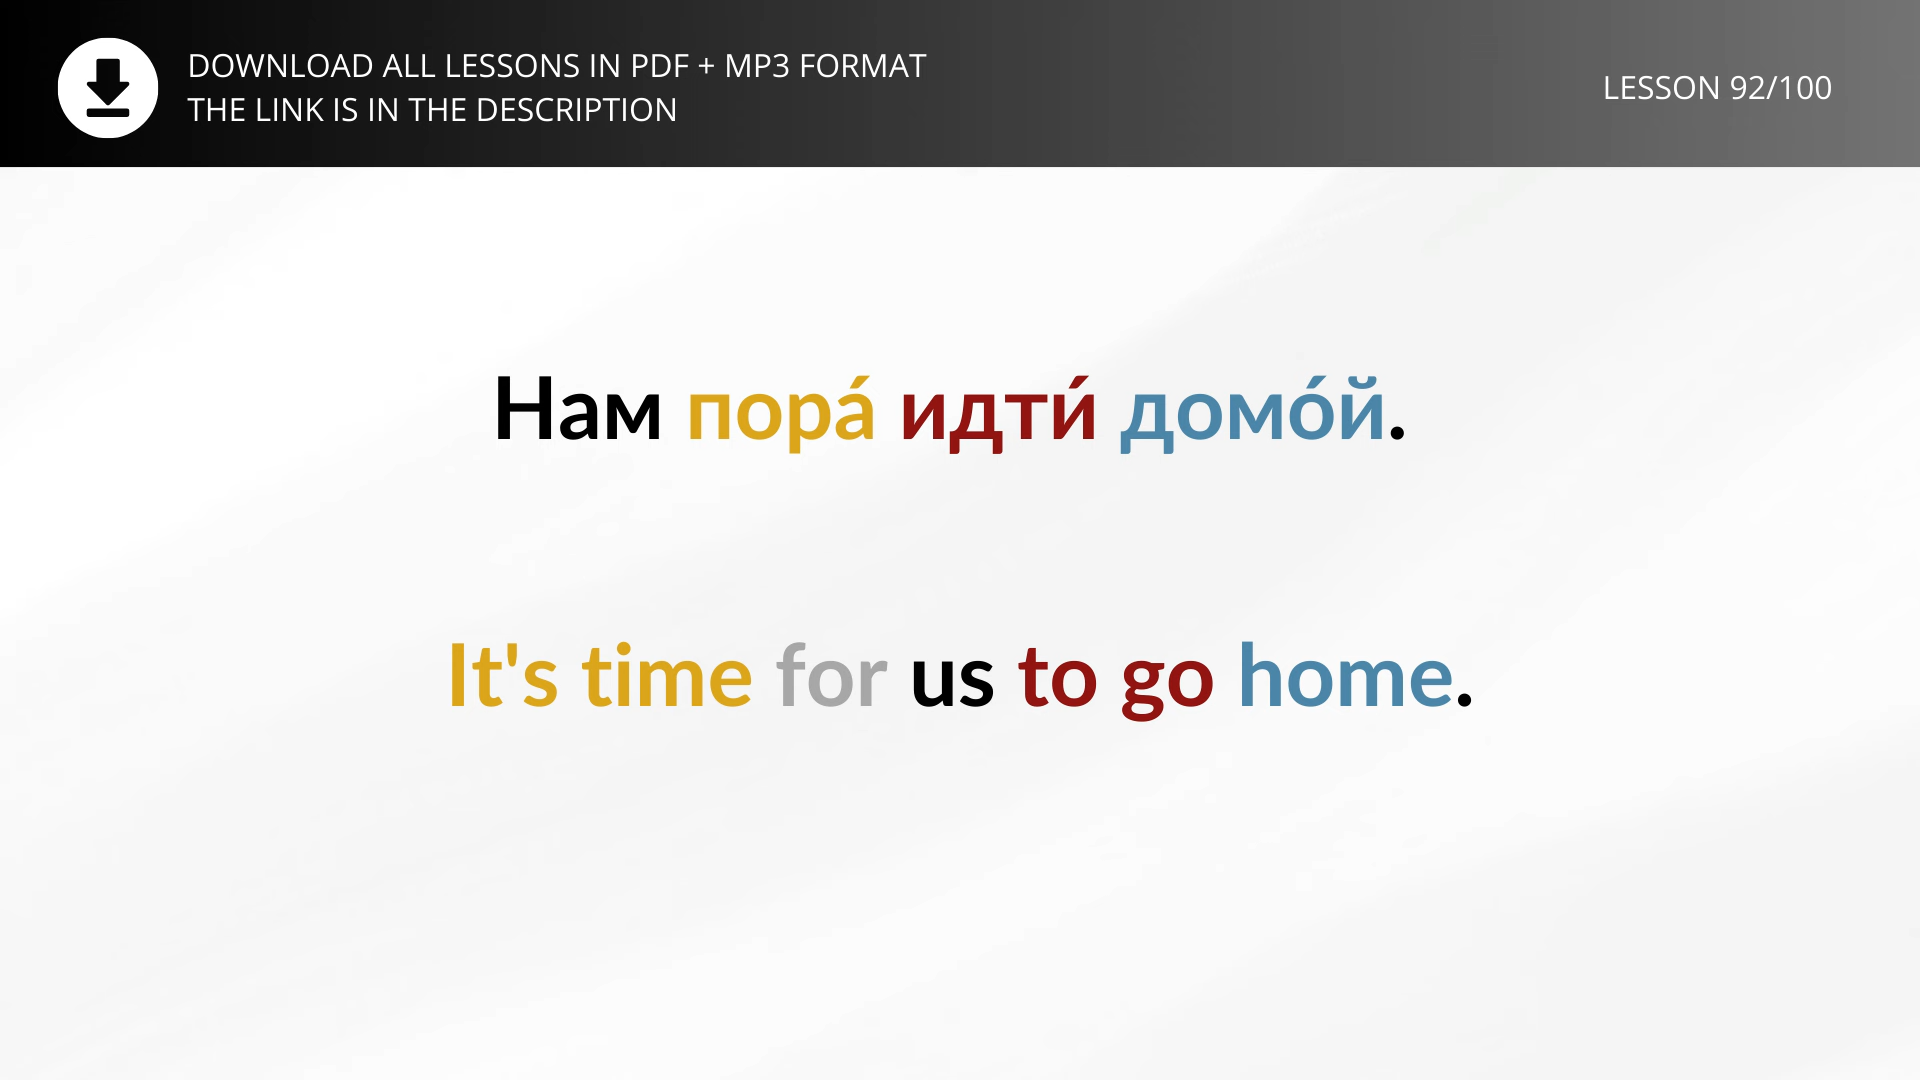 DOWNLOAD ALL LESSONS IN PDF + MP3 FORMAT
THE LINK IS IN THE DESCRIPTION
LESSON 92/100
Нам пора́ идти́ домо́й.
It's time for us to go home.